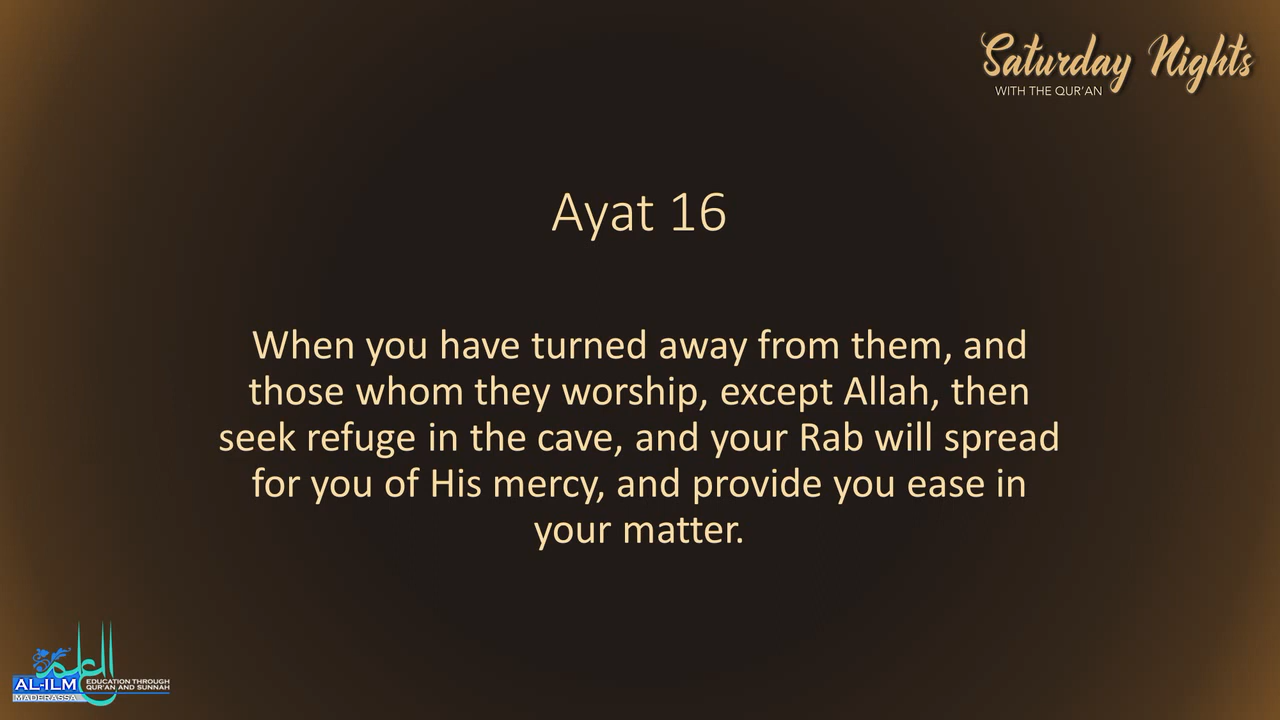 Saturday Nights
WITH THE QUR'AN
Ayat 16
When you have turned away from them, and
those whom they worship, except Allah, then
seek refuge in the cave, and your Rab will spread
for you of His mercy, and provide you ease in
your matter.
العلم
AL-ILM
MADERASSA
EDUCATION THROUGH
QUR'AN AND SUNNAH